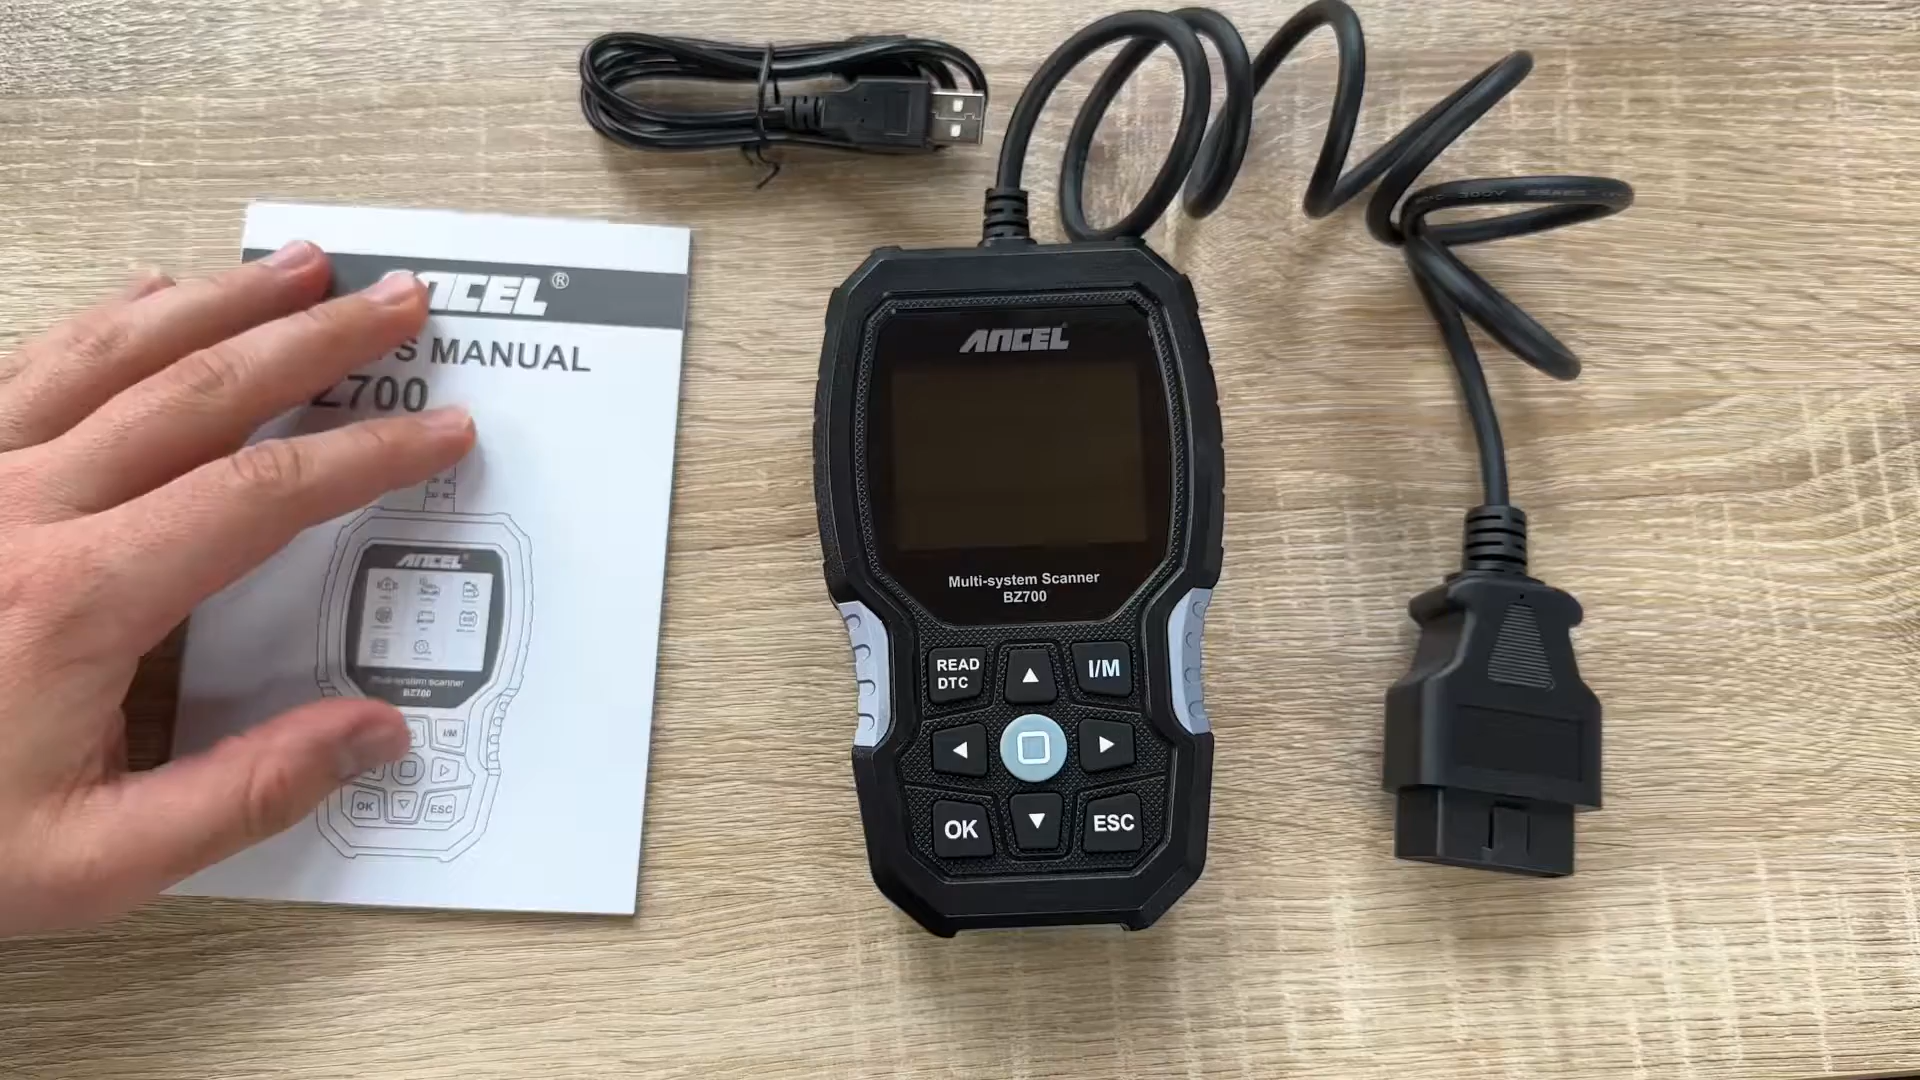 ANCEL®
MANUAL
Z700
ANCEL
Multi-system scanner
BZ700
I/M
OK
ESC
ANCEL
Multi-system Scanner
BZ700
READ
DTC
I/M
OK
ESC
300V